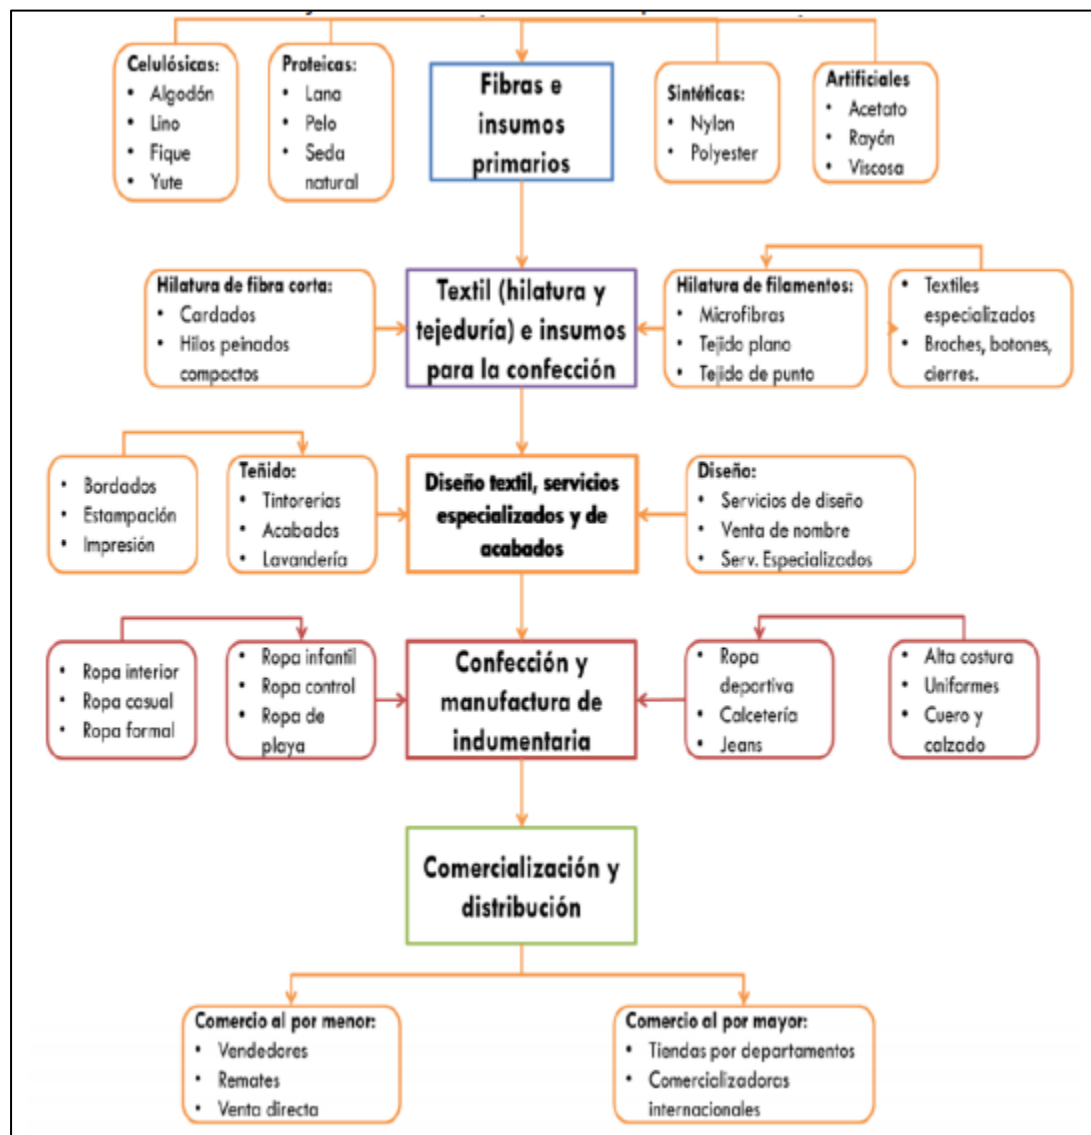 Celulósicas:
• Algodón
• Lino
• Fique
• Yute
Proteicas:
• Lana
• Pelo
• Seda
natural
Fibras e
insumos
primarios
Sintéticas:
• Nylon
• Polyester
Artificiales
• Acetato
• Rayón
• Viscosa
Hilatura de fibra corta:
• Cardados
• Hilos peinados
compactos
Textil (hilatura y
tejeduría) e insumos
para la confección
Hilatura de filamentos:
• Microfibras
• Tejido plano
• Tejido de punto
• Textiles
especializados
• Broches, botones,
cierres.
• Bordados
• Estampación
• Impresión
Teñido:
• Tintorerías
• Acabados
• Lavandería
Diseño textil, servicios
especializados y de
acabados
Diseño:
• Servicios de diseño
• Venta de nombre
• Serv. Especializados
• Ropa interior
• Ropa casual
• Ropa formal
• Ropa infantil
• Ropa control
• Ropa de
playa
Confección y
manufactura de
indumentaria
• Ropa
deportiva
• Calcetería
• Jeans
• Alta costura
• Uniformes
• Cuero y
calzado
Comercialización y
distribución
Comercio al por menor:
• Vendedores
• Remates
• Venta directa
Comercio al por mayor:
• Tiendas por departamentos
• Comercializadoras
internacionales